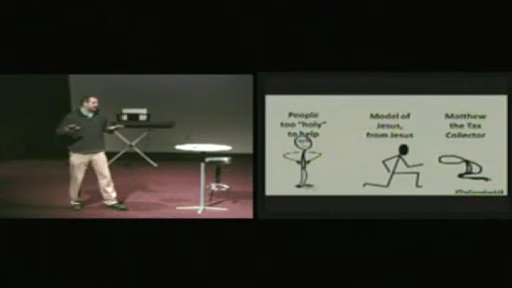 People
too "holy"
to help
Model of
Jesus,
from Jesus
Matthew
the Tax
Collector